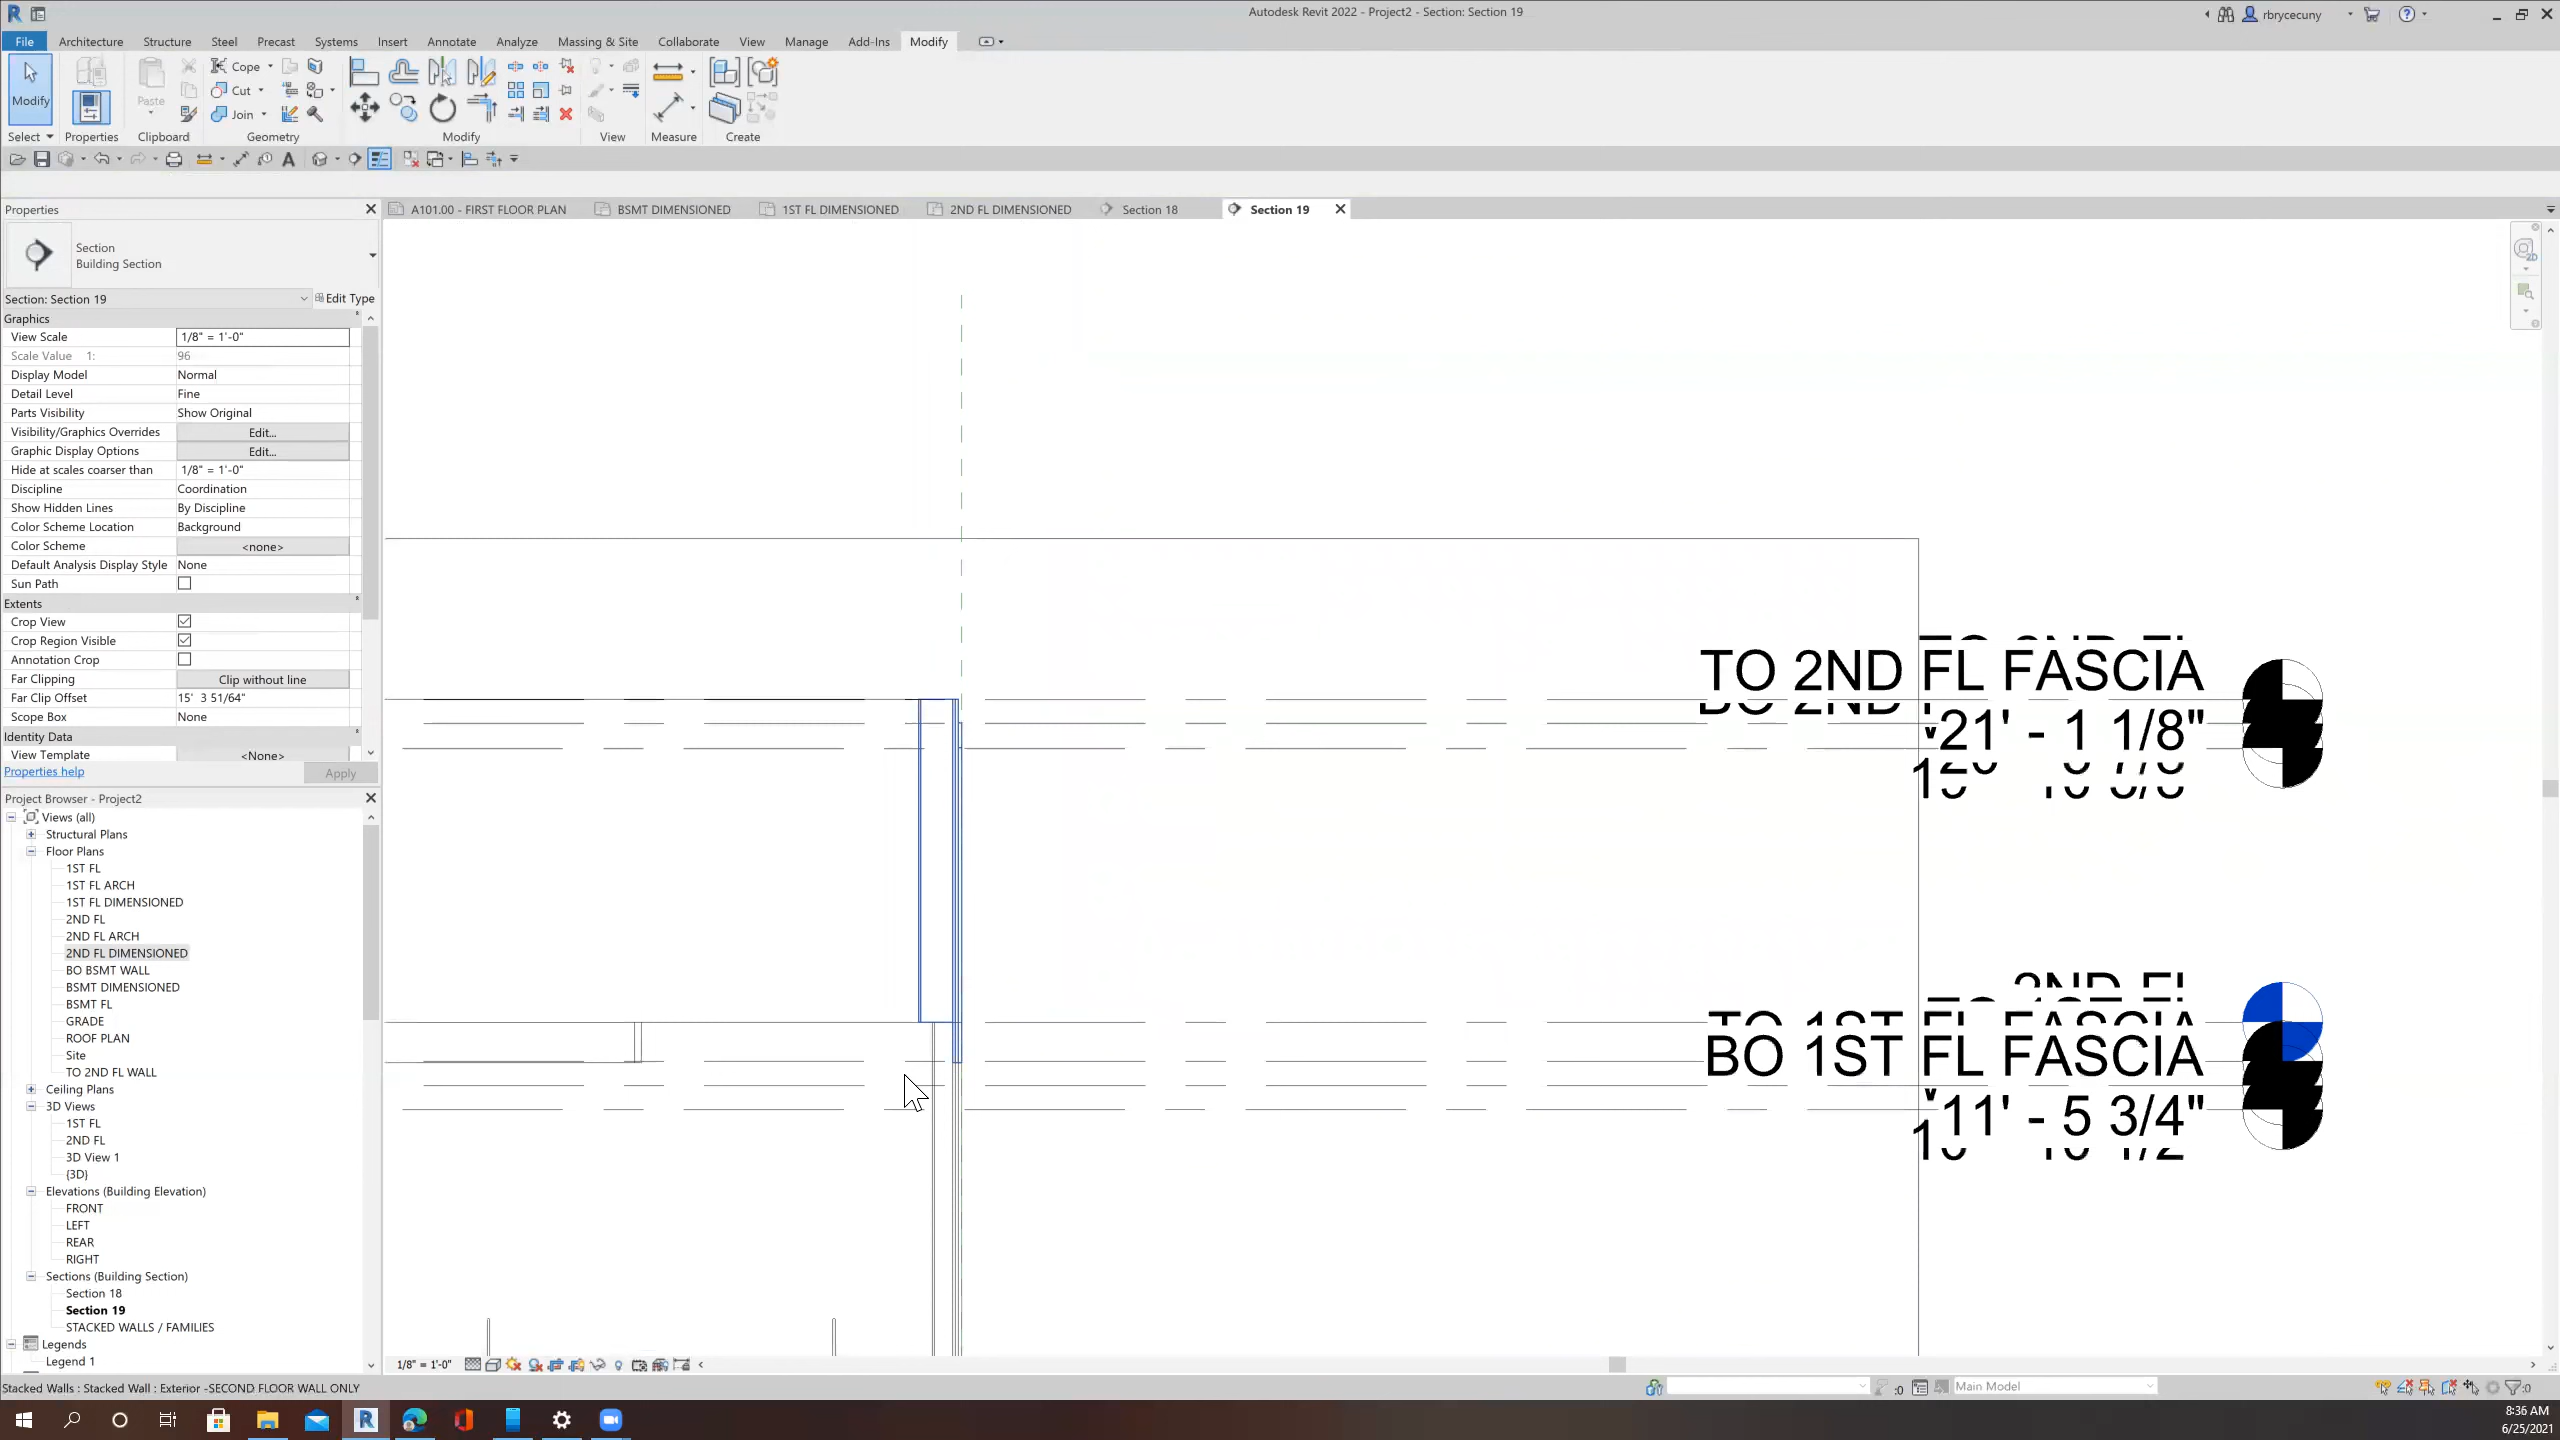 Autodesk Revit 2022 - Project2 - Section: Section 19
rbrycecuny
File Architecture Structure Steel Precast Systems Insert Annotate Analyze Massing & Site Collaborate View Manage Add-Ins Modify
Modify Paste Cope Cut Join
Select Properties Clipboard Geometry Modify View Measure Create
Properties
A101.00 - FIRST FLOOR PLAN BSMT DIMENSIONED 1ST FL DIMENSIONED 2ND FL DIMENSIONED Section 18 Section 19
Section
Building Section
Section: Section 19 Edit Type
Graphics
View Scale 1/8" = 1'-0"
Scale Value 1: 96
Display Model Normal
Detail Level Fine
Parts Visibility Show Original
Visibility/Graphics Overrides Edit...
Graphic Display Options Edit...
Hide at scales coarser than 1/8" = 1'-0"
Discipline Coordination
Show Hidden Lines By Discipline
Color Scheme Location Background
Color Scheme <none>
Default Analysis Display Style None
Sun Path
Extents
Crop View
Crop Region Visible
Annotation Crop
Far Clipping Clip without line
Far Clip Offset 15' 3 51/64"
Scope Box None
Identity Data
View Template <None>
Properties help Apply
Project Browser - Project2
Views (all)
Structural Plans
Floor Plans
1ST FL
1ST FL ARCH
1ST FL DIMENSIONED
2ND FL
2ND FL ARCH
2ND FL DIMENSIONED
BO BSMT WALL
BSMT DIMENSIONED
BSMT FL
GRADE
ROOF PLAN
Site
TO 2ND FL WALL
Ceiling Plans
3D Views
1ST FL
2ND FL
3D View 1
{3D}
Elevations (Building Elevation)
FRONT
LEFT
REAR
RIGHT
Sections (Building Section)
Section 18
Section 19
STACKED WALLS / FAMILIES
Legends
Legend 1
TO 2ND FL FASCIA
21' - 1 1/8"
2ND FL
TO 1ST FL FASCIA
BO 1ST FL FASCIA
11' - 5 3/4"
1/8" = 1'-0"
Stacked Walls : Stacked Wall : Exterior -SECOND FLOOR WALL ONLY
:0 Main Model :0
8:36 AM
6/25/2021